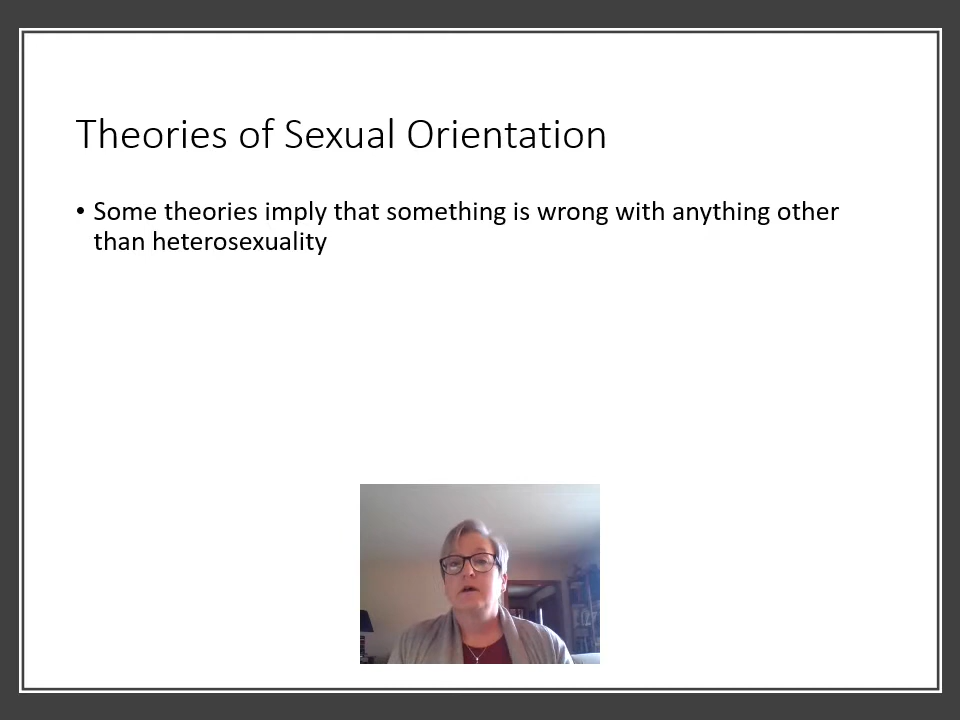 Theories of Sexual Orientation
• Some theories imply that something is wrong with anything other
than heterosexuality